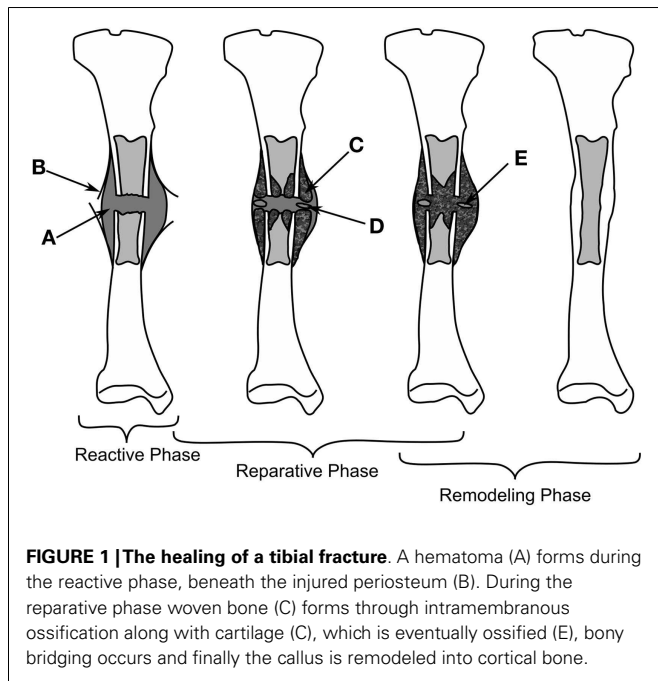 C
B
E
A
D
Reactive Phase
Reparative Phase
Remodeling Phase
FIGURE 1 | The healing of a tibial fracture. A hematoma (A) forms during
the reactive phase, beneath the injured periosteum (B). During the
reparative phase woven bone (C) forms through intramembranous
ossification along with cartilage (C), which is eventually ossified (E), bony
bridging occurs and finally the callus is remodeled into cortical bone.